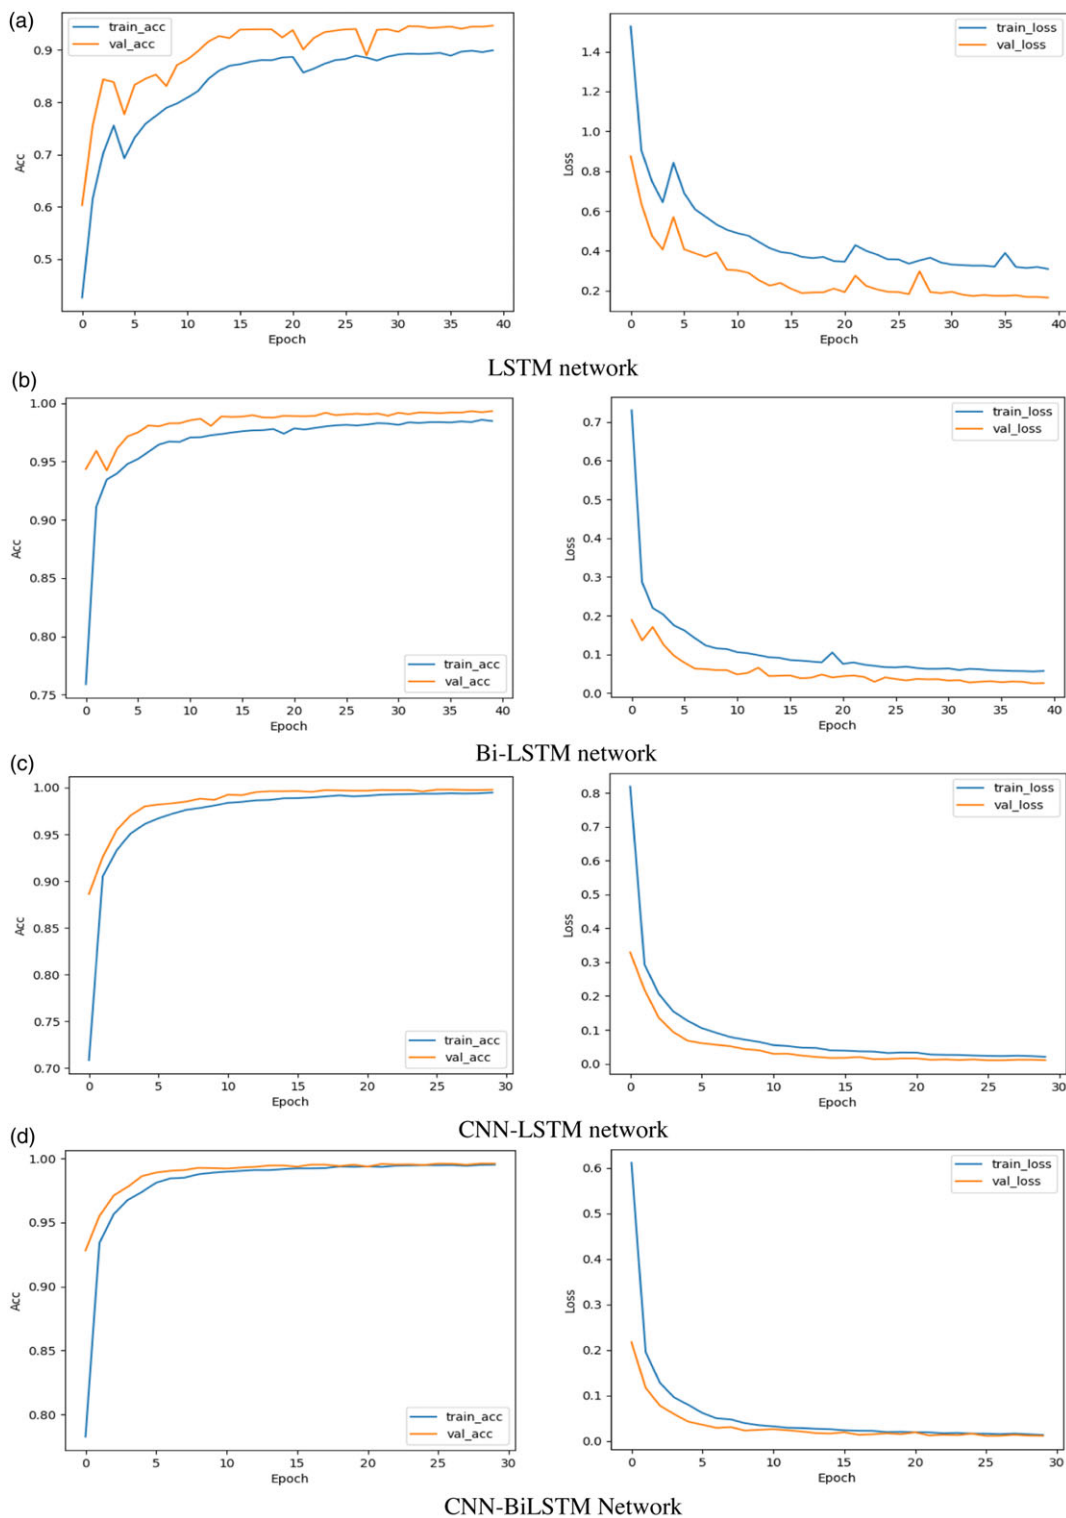 (a)
train_acc
val_acc
0.9
0.8
0.7
0.6
0.5
Acc
0 5 10 15 20 25 30 35 40
Epoch
train_loss
val_loss
1.4
1.2
1.0
0.8
0.6
0.4
0.2
Loss
0 5 10 15 20 25 30 35 40
Epoch
LSTM network
(b)
1.00
0.95
0.90
0.85
0.80
0.75
Acc
train_acc
val_acc
0 5 10 15 20 25 30 35 40
Epoch
train_loss
val_loss
0.7
0.6
0.5
0.4
0.3
0.2
0.1
0.0
Loss
0 5 10 15 20 25 30 35 40
Epoch
Bi-LSTM network
(c)
1.00
0.95
0.90
0.85
0.80
0.75
0.70
Acc
train_acc
val_acc
0 5 10 15 20 25 30
Epoch
train_loss
val_loss
0.8
0.7
0.6
0.5
0.4
0.3
0.2
0.1
0.0
Loss
0 5 10 15 20 25 30
Epoch
CNN-LSTM network
(d)
1.00
0.95
0.90
0.85
0.80
Acc
train_acc
val_acc
0 5 10 15 20 25 30
Epoch
train_loss
val_loss
0.6
0.5
0.4
0.3
0.2
0.1
0.0
Loss
0 5 10 15 20 25 30
Epoch
CNN-BiLSTM Network